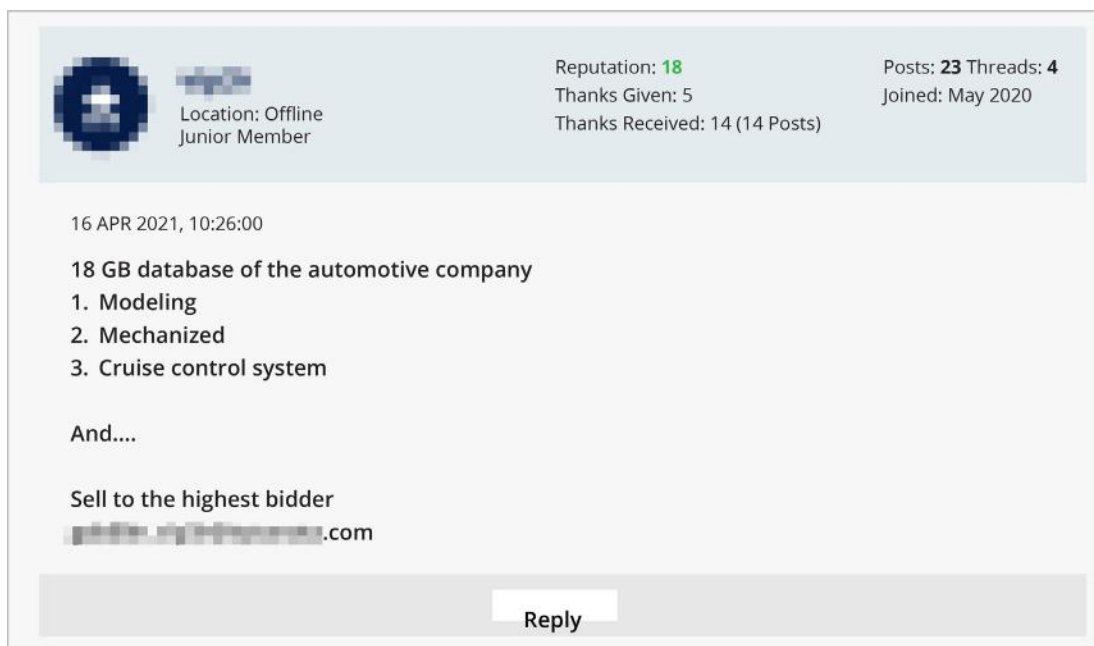 Reputation: 18
Thanks Given: 5
Thanks Received: 14 (14 Posts)
Posts: 23 Threads: 4
Joined: May 2020
Location: Offline
Junior Member
16 APR 2021, 10:26:00
18 GB database of the automotive company
1. Modeling
2. Mechanized
3. Cruise control system
And....
Sell to the highest bidder
.com
Reply